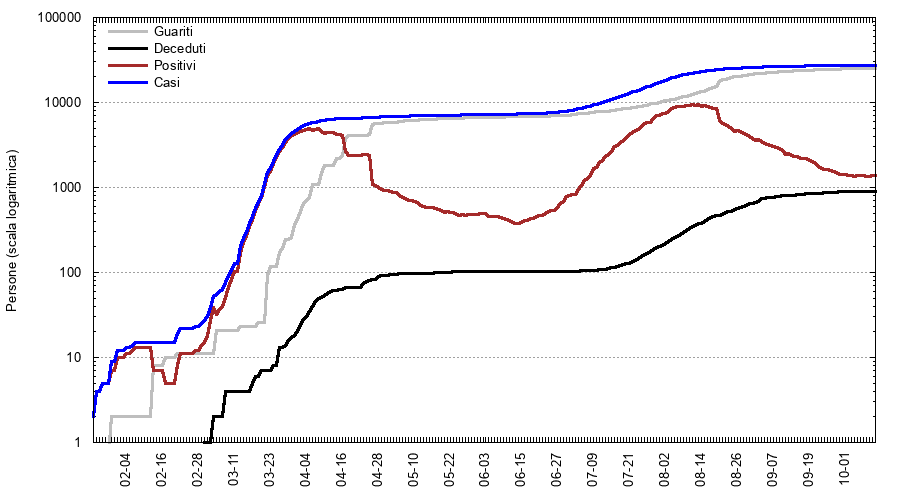 100000
10000
1000
100
10
1
Persone (scala logaritmica)
Guariti
Deceduti
Positivi
Casi
02-04 02-16 02-28 03-11 03-23 04-04 04-16 04-28 05-10 05-22 06-03 06-15 06-27 07-09 07-21 08-02 08-14 08-26 09-07 09-19 10-01